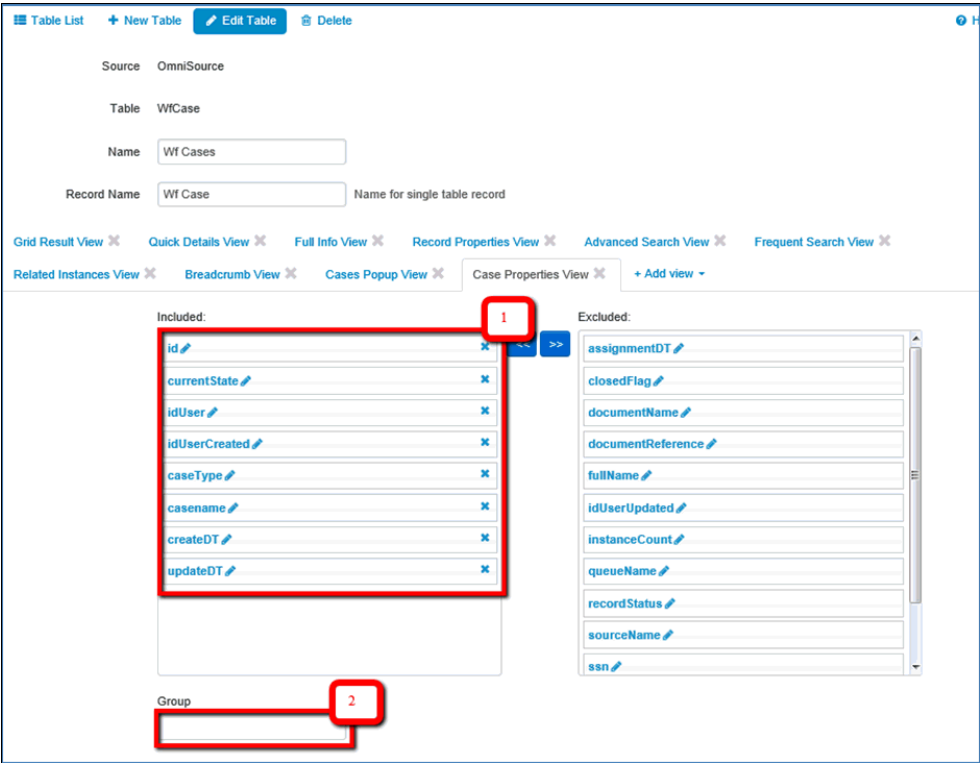 Table List + New Table Edit Table Delete H
Source OmniSource
Table WfCase
Name Wf Cases
Record Name Wf Case Name for single table record
Grid Result View Quick Details View Full Info View Record Properties View Advanced Search View Frequent Search View
Related Instances View Breadcrumb View Cases Popup View Case Properties View + Add view
Included: 1 Excluded:
<< >>
id assignmentDT
currentState closedFlag
idUser documentName
idUserCreated documentReference
caseType fullName
casename idUserUpdated
createDT instanceCount
updateDT queueName
recordStatus
sourceName
ssn
Group 2